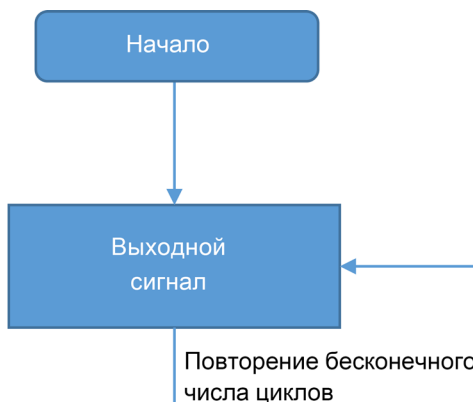 Начало
Выходной
сигнал
Повторение бесконечного
числа циклов